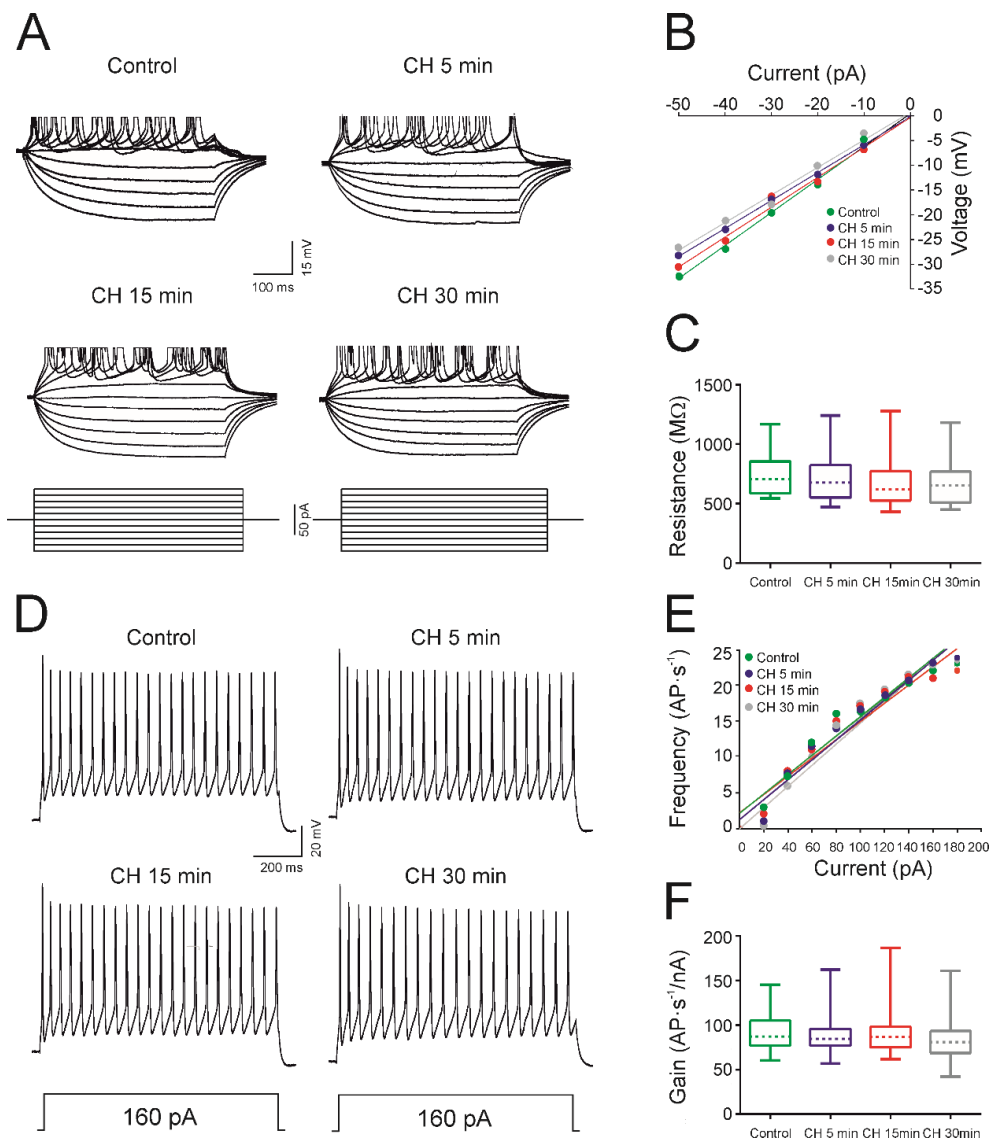 A
Control
CH 5 min
15 mV
100 ms
CH 15 min
CH 30 min
50 pA
B
Current (pA)
-50 -40 -30 -20 -10 0
0
-5
-10
-15
-20
-25
-30
-35
Voltage (mV)
Control
CH 5 min
CH 15 min
CH 30 min
C
Resistance (MΩ)
1500
1000
500
0
Control CH 5 min CH 15min CH 30min
D
Control
CH 5 min
20 mV
200 ms
CH 15 min
CH 30 min
160 pA
160 pA
E
Frequency (AP·s⁻¹)
25
20
15
10
5
0
Control
CH 5 min
CH 15 min
CH 30 min
0 20 40 60 80 100 120 140 160 180 200
Current (pA)
F
Gain (AP·s⁻¹/nA)
200
150
100
50
0
Control CH 5 min CH 15min CH 30min